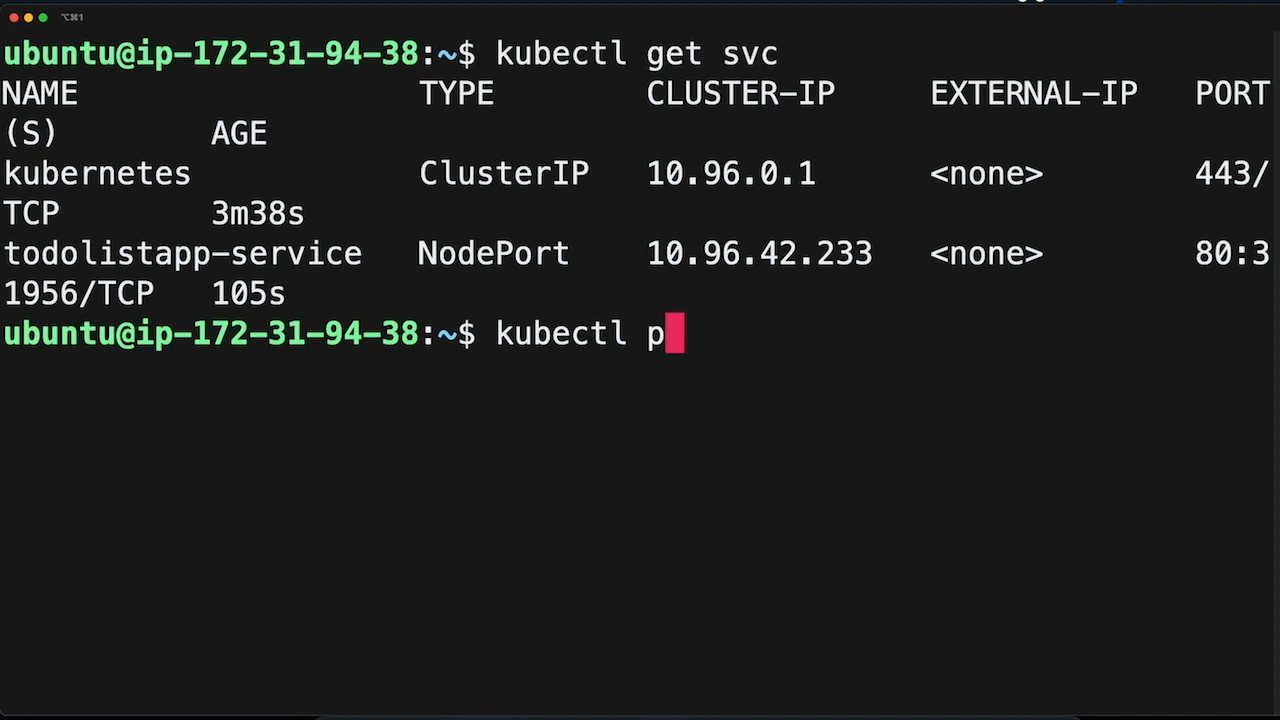 ⌥⌘1
ubuntu@ip-172-31-94-38:~$ kubectl get svc
NAME                  TYPE        CLUSTER-IP     EXTERNAL-IP   PORT
(S)        AGE
kubernetes            ClusterIP   10.96.0.1      <none>        443/
TCP        3m38s
todolistapp-service   NodePort    10.96.42.233   <none>        80:3
1956/TCP   105s
ubuntu@ip-172-31-94-38:~$ kubectl p